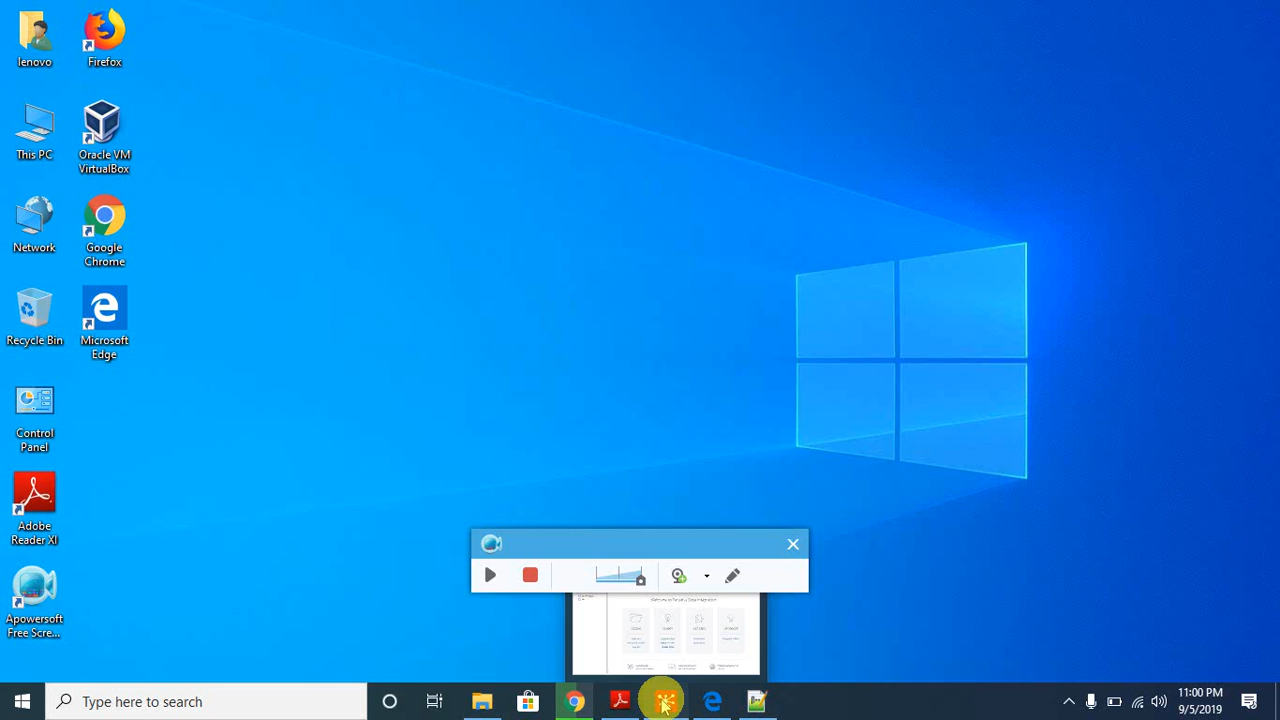 lenovo
Firefox
This PC
Oracle VM
VirtualBox
Network
Google
Chrome
Recycle Bin
Microsoft
Edge
Control
Panel
Adobe
Reader XI
Apowersoft
Free Scre...
Type here to search
11:00 PM
9/5/2019